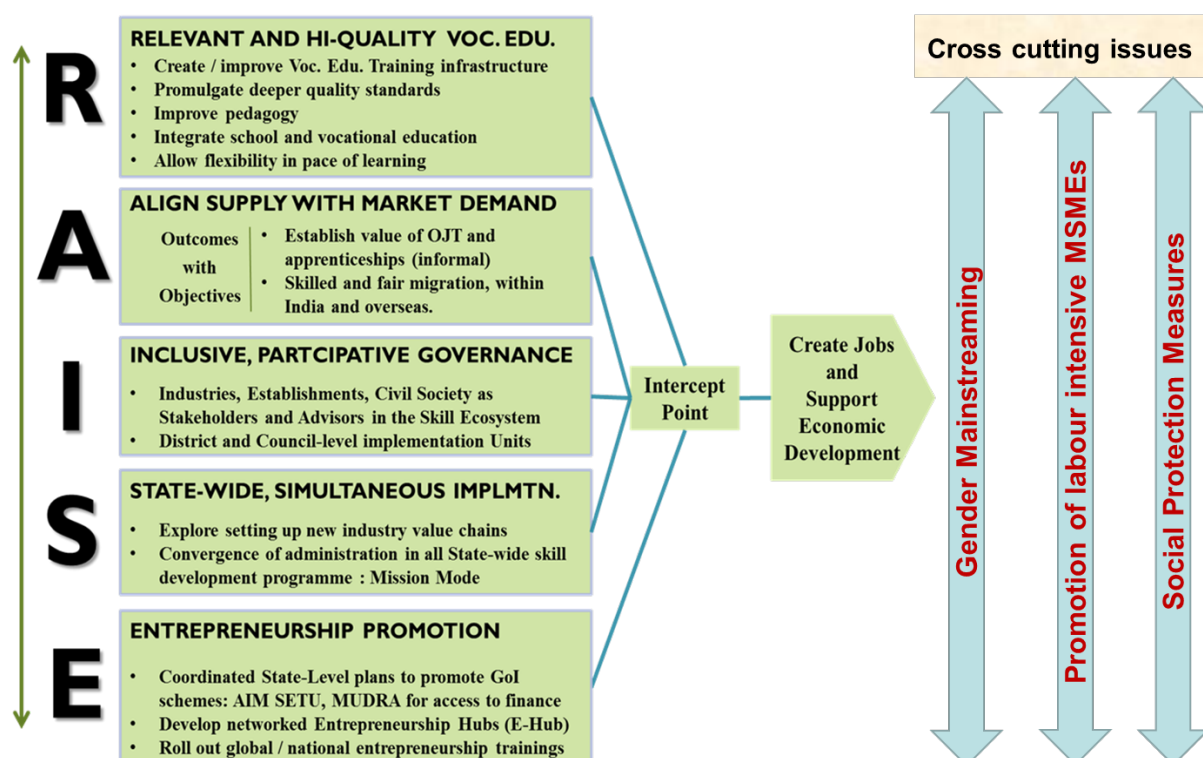 R
RELEVANT AND HI-QUALITY VOC. EDU.
• Create / improve Voc. Edu. Training infrastructure
• Promulgate deeper quality standards
• Improve pedagogy
• Integrate school and vocational education
• Allow flexibility in pace of learning
A
ALIGN SUPPLY WITH MARKET DEMAND
Outcomes
with
Objectives
• Establish value of OJT and
apprenticeships (informal)
• Skilled and fair migration, within
India and overseas.
I
INCLUSIVE, PARTCIPATIVE GOVERNANCE
• Industries, Establishments, Civil Society as
Stakeholders and Advisors in the Skill Ecosystem
• District and Council-level implementation Units
S
STATE-WIDE, SIMULTANEOUS IMPLMTN.
• Explore setting up new industry value chains
• Convergence of administration in all State-wide skill
development programme : Mission Mode
E
ENTREPRENEURSHIP PROMOTION
• Coordinated State-Level plans to promote GoI
schemes: AIM SETU, MUDRA for access to finance
• Develop networked Entrepreneurship Hubs (E-Hub)
• Roll out global / national entrepreneurship trainings
Intercept
Point
Create Jobs
and
Support
Economic
Development
Cross cutting issues
Gender Mainstreaming
Promotion of labour intensive MSMEs
Social Protection Measures